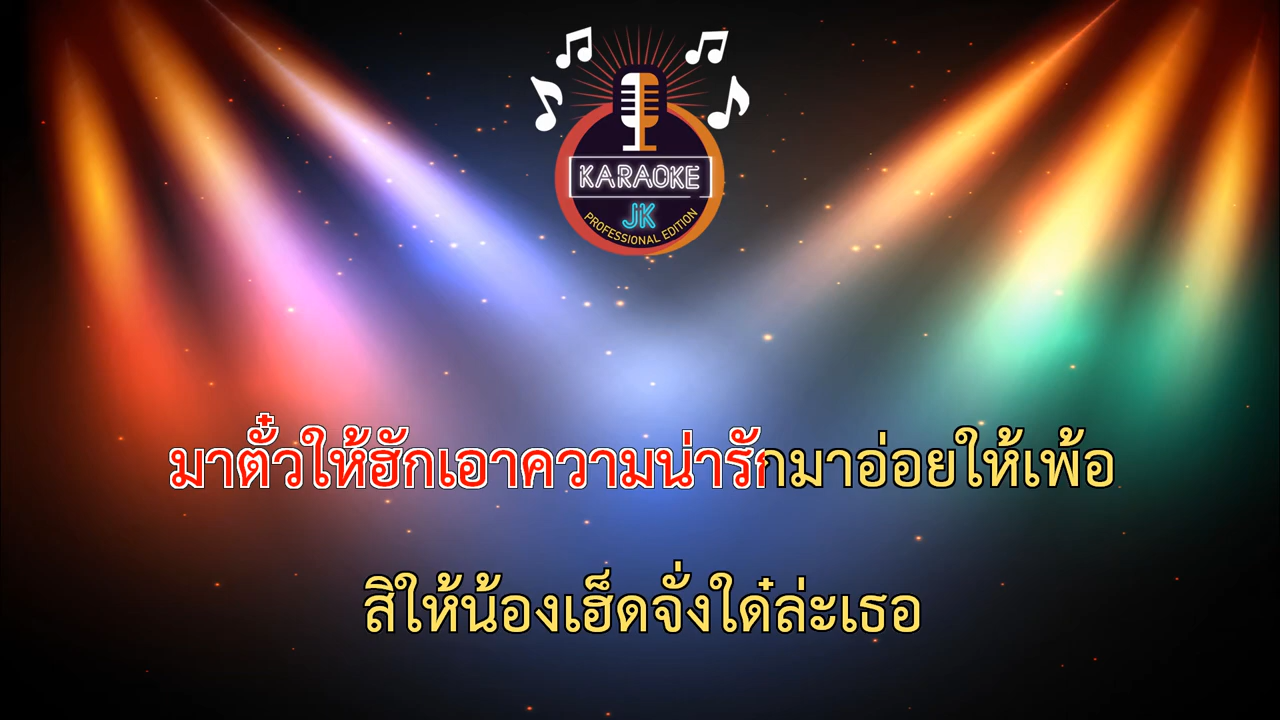 KARAOKE
JK
PROFESSIONAL EDITION
มาตั๋วให้ฮักเอาความน่ารักมาอ่อยให้เพ้อ
สิให้น้องเฮ็ดจั่งใด๋ล่ะเธอ